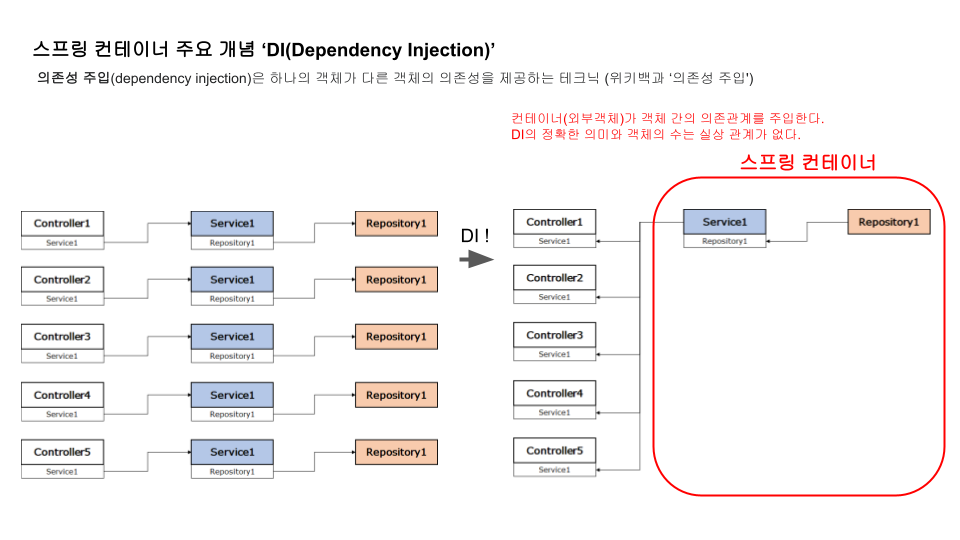 스프링 컨테이너 주요 개념 ‘DI(Dependency Injection)’
의존성 주입(dependency injection)은 하나의 객체가 다른 객체의 의존성을 제공하는 테크닉 (위키백과 ‘의존성 주입')
컨테이너(외부객체)가 객체 간의 의존관계를 주입한다.
DI의 정확한 의미와 객체의 수는 실상 관계가 없다.
스프링 컨테이너
Controller1
Service1
Service1
Repository1
Repository1
Controller2
Service1
Service1
Repository1
Repository1
Controller3
Service1
Service1
Repository1
Repository1
Controller4
Service1
Service1
Repository1
Repository1
Controller5
Service1
Service1
Repository1
Repository1
DI !
Controller1
Service1
Service1
Repository1
Repository1
Controller2
Service1
Controller3
Service1
Controller4
Service1
Controller5
Service1